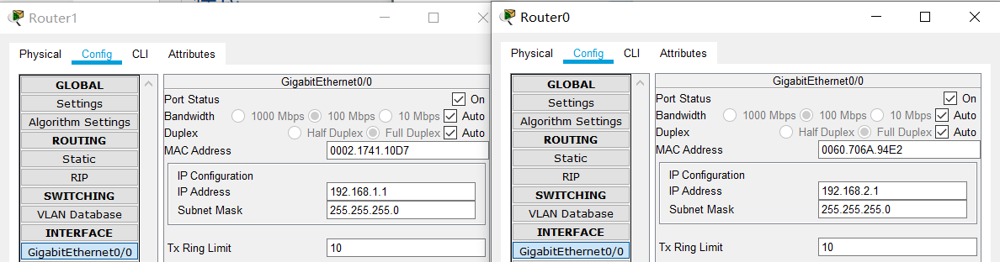 Router1
Physical Config CLI Attributes
GLOBAL
Settings
Algorithm Settings
ROUTING
Static
RIP
SWITCHING
VLAN Database
INTERFACE
GigabitEthernet0/0
GigabitEthernet0/0
Port Status On
Bandwidth 1000 Mbps 100 Mbps 10 Mbps Auto
Duplex Half Duplex Full Duplex Auto
MAC Address 0002.1741.10D7
IP Configuration
IP Address 192.168.1.1
Subnet Mask 255.255.255.0
Tx Ring Limit 10
Router0
Physical Config CLI Attributes
GLOBAL
Settings
Algorithm Settings
ROUTING
Static
RIP
SWITCHING
VLAN Database
INTERFACE
GigabitEthernet0/0
GigabitEthernet0/0
Port Status On
Bandwidth 1000 Mbps 100 Mbps 10 Mbps Auto
Duplex Half Duplex Full Duplex Auto
MAC Address 0060.706A.94E2
IP Configuration
IP Address 192.168.2.1
Subnet Mask 255.255.255.0
Tx Ring Limit 10